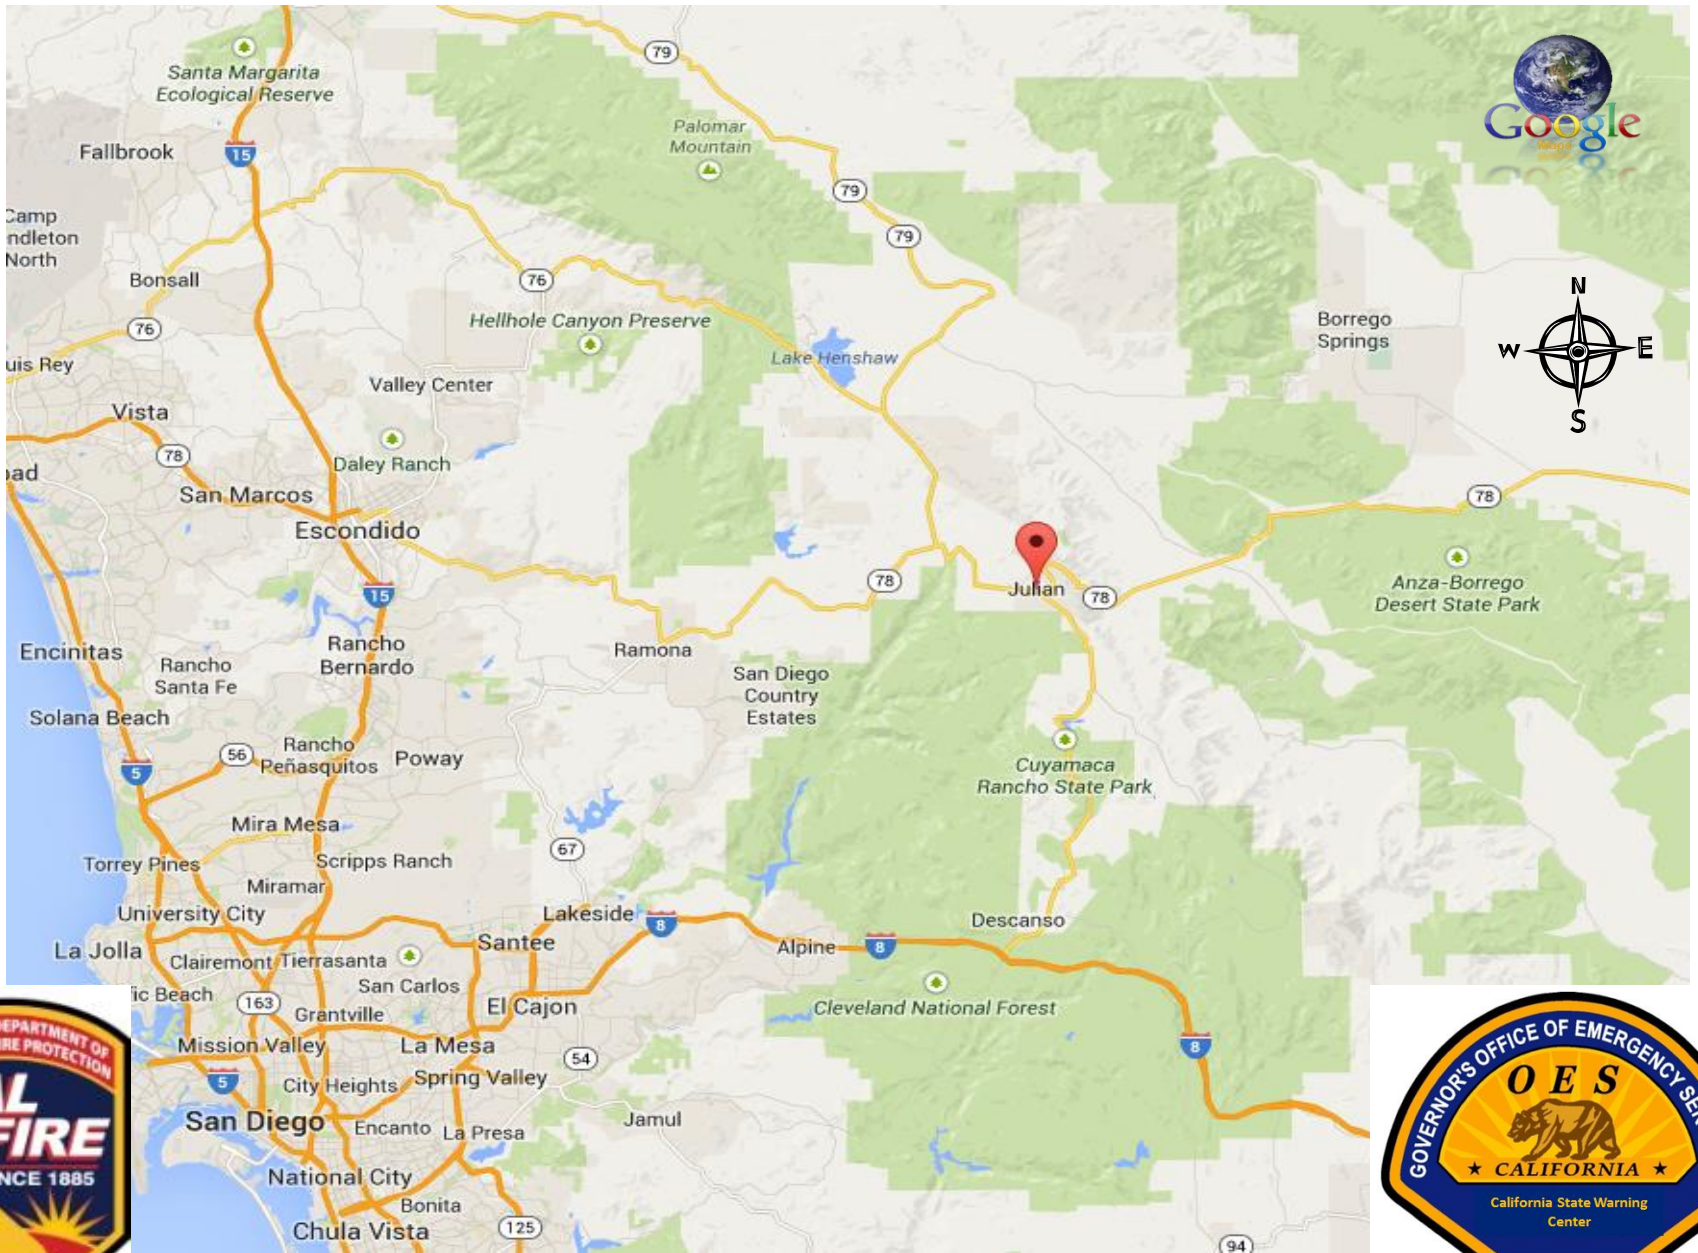 79
Santa Margarita
Ecological Reserve
Google
Maps
Palomar
Mountain
Fallbrook
15
79
Camp
ndleton
North
79
Bonsall
76
N
W
E
S
Hellhole Canyon Preserve
Borrego
Springs
76
Lake Henshaw
uis Rey
Valley Center
Vista
78
Daley Ranch
ad
San Marcos
78
Escondido
Julian
78
78
Anza-Borrego
Desert State Park
15
Encinitas
Rancho
Bernardo
Ramona
Rancho
Santa Fe
San Diego
Country
Estates
Solana Beach
56
Rancho
Peñasquitos
Poway
5
Cuyamaca
Rancho State Park
Mira Mesa
67
Torrey Pines
Scripps Ranch
Miramar
University City
Lakeside
8
Descanso
La Jolla
Santee
Alpine
8
Clairemont
Tierrasanta
San Carlos
fic Beach
163
El Cajon
Cleveland National Forest
Grantville
Mission Valley
La Mesa
54
8
5
City Heights
Spring Valley
San Diego
Encanto
La Presa
Jamul
National City
Bonita
Chula Vista
125
94
DEPARTMENT OF
IRE PROTECTION
AL
FIRE
NCE 1885
GOVERNOR'S OFFICE OF EMERGENCY SER
OES
CALIFORNIA
California State Warning
Center